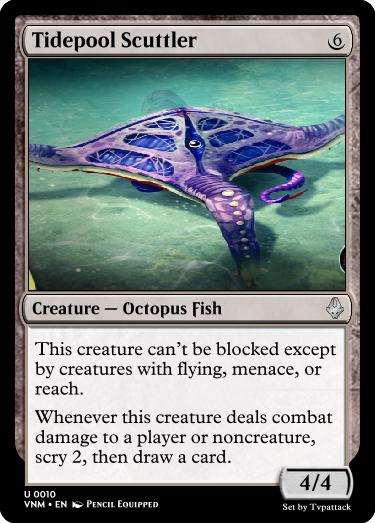 Tidepool Scuttler 6
Creature — Octopus Fish
This creature can't be blocked except
by creatures with flying, menace, or
reach.
Whenever this creature deals combat
damage to a player or noncreature,
scry 2, then draw a card.
4/4
U 0010
VNM • EN Pencil Equipped
Set by Tvpattack